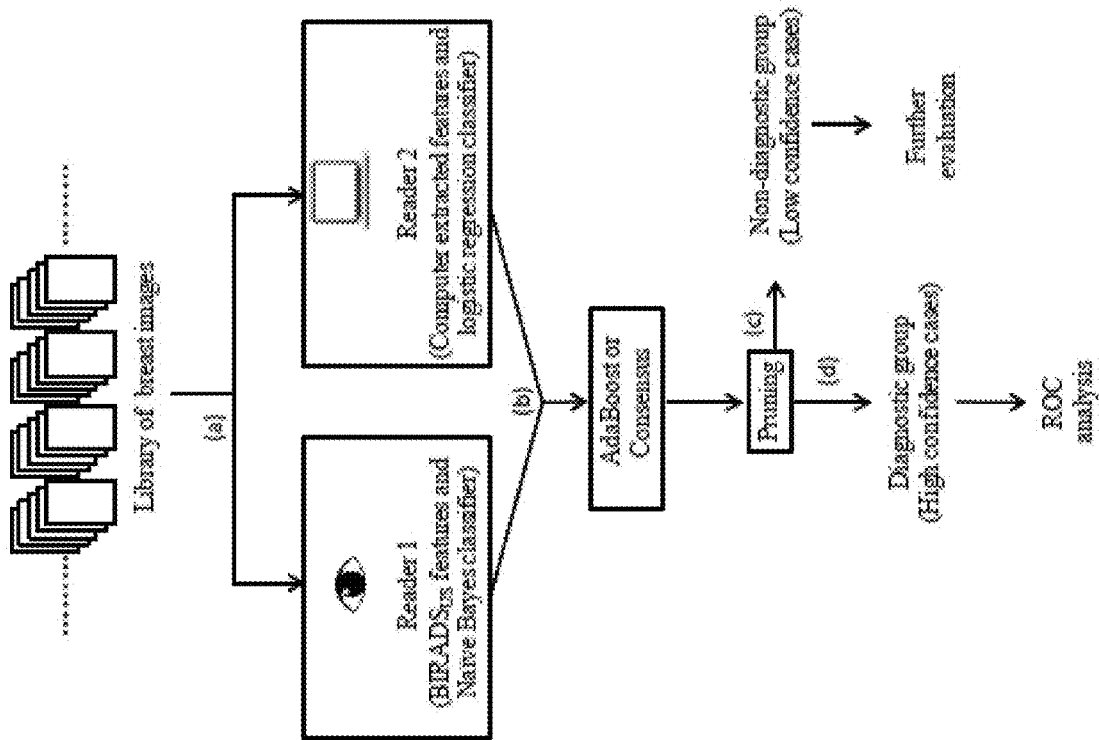 Library of breast images
{a}
Reader 1
(BIRADSUS features and
Naïve Bayes classifier)
Reader 2
(Computer extracted features and
logistic regression classifier)
{b}
AdaBoost or
Consensus
Pruning
{c}
Non-diagnostic group
(Low confidence cases)
Further
evaluation
{d}
Diagnostic group
(High confidence cases)
ROC
analysis